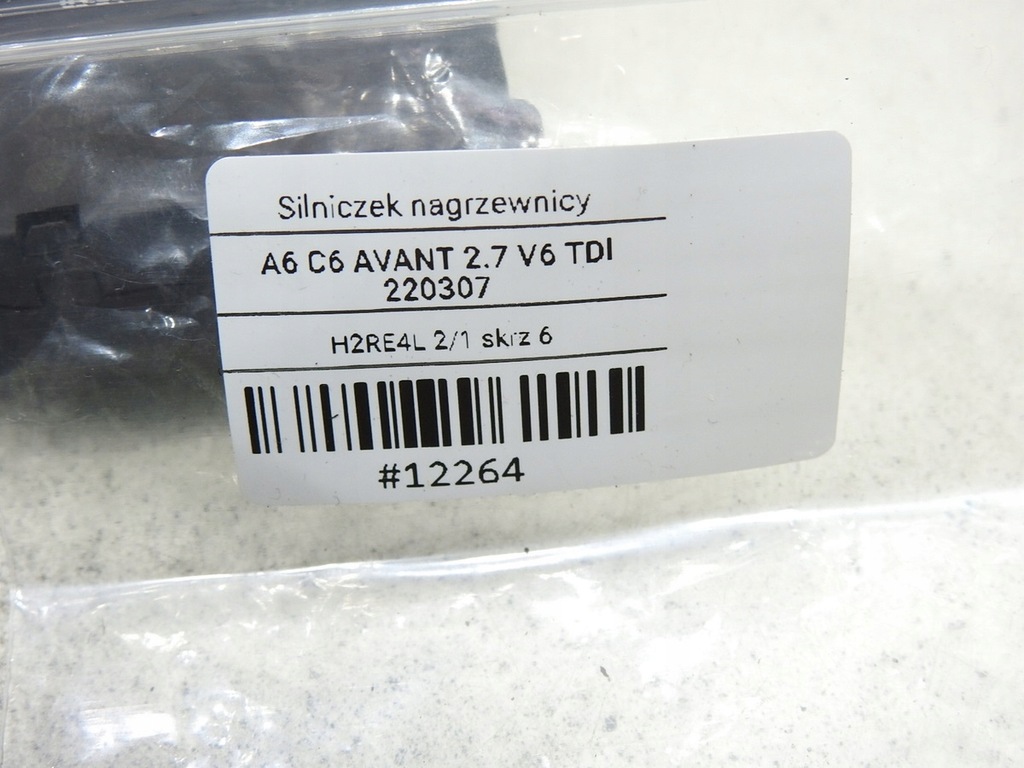 Silniczek nagrzewnicy
A6 C6 AVANT 2.7 V6 TDI
220307
H2RE4L 2/1 skrz 6
#12264